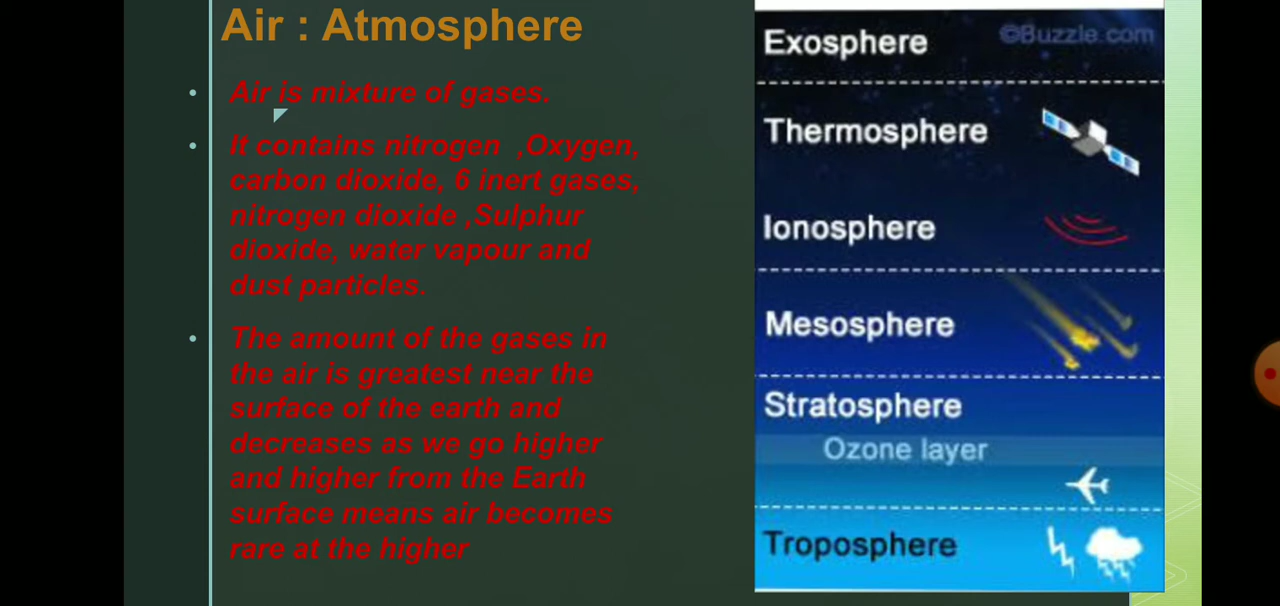 Air : Atmosphere
Air is mixture of gases.
It contains nitrogen ,Oxygen,
carbon dioxide, 6 inert gases,
nitrogen dioxide ,Sulphur
dioxide, water vapour and
dust particles.
The amount of the gases in
the air is greatest near the
surface of the earth and
decreases as we go higher
and higher from the Earth
surface means air becomes
rare at the higher
©Buzzle.com
Exosphere
Thermosphere
Ionosphere
Mesosphere
Stratosphere
Ozone layer
Troposphere